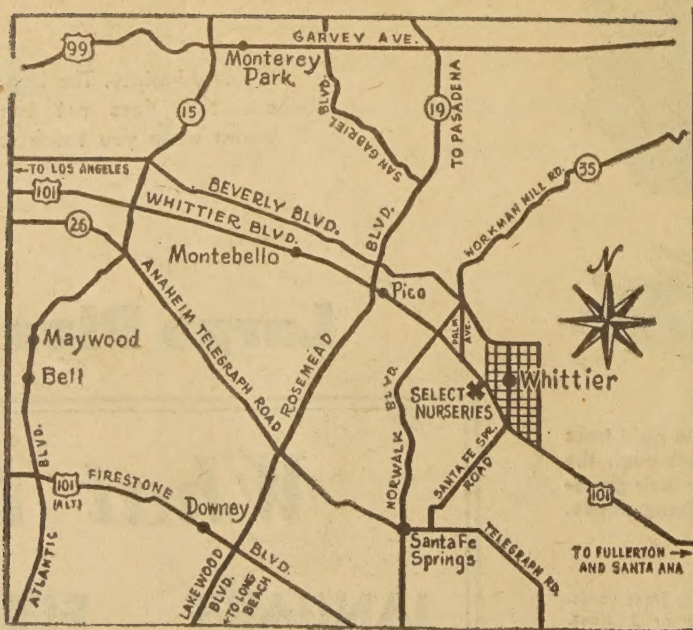 GARVEY AVE.
99
Monterey
Park
15
19
TO PASADENA
SAN GABRIEL
BLVD.
35
WORKMAN MILL RD.
←TO LOS ANGELES
101
BEVERLY BLVD.
WHITTIER BLVD.
26
Montebello
BLVD.
Pico
N
ANAHEIM TELEGRAPH ROAD
ROSEMEAD
PALM
AVE.
Maywood
Bell
Whittier
SELECT
NURSERIES
NORWALK BLVD.
SANTA FE SPR.
ROAD
BLVD.
ATLANTIC
101
(ALT)
FIRESTONE
BLVD.
Downey
101
Santa Fe
Springs
TELEGRAPH RD.
TO FULLERTON →
AND SANTA ANA
LAKEWOOD
BLVD.
←TO LONG
BEACH